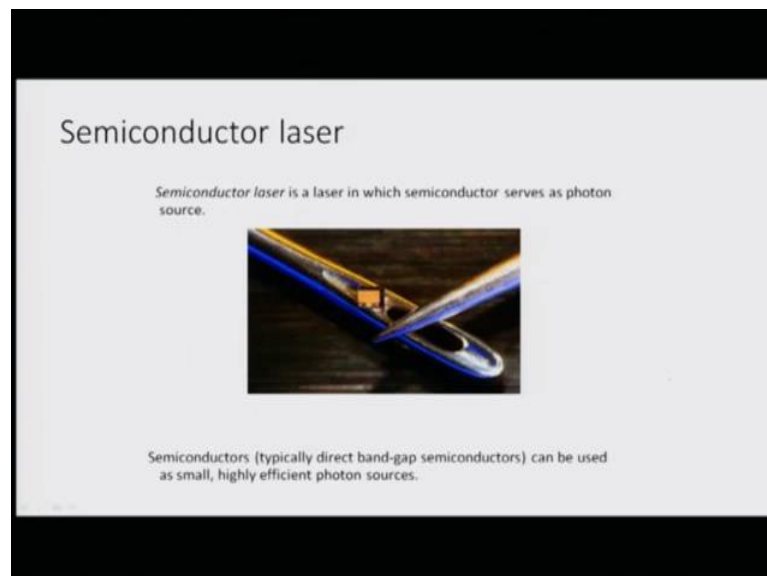 Semiconductor laser
Semiconductor laser is a laser in which semiconductor serves as photon
source.
Semiconductors (typically direct band-gap semiconductors) can be used
as small, highly efficient photon sources.